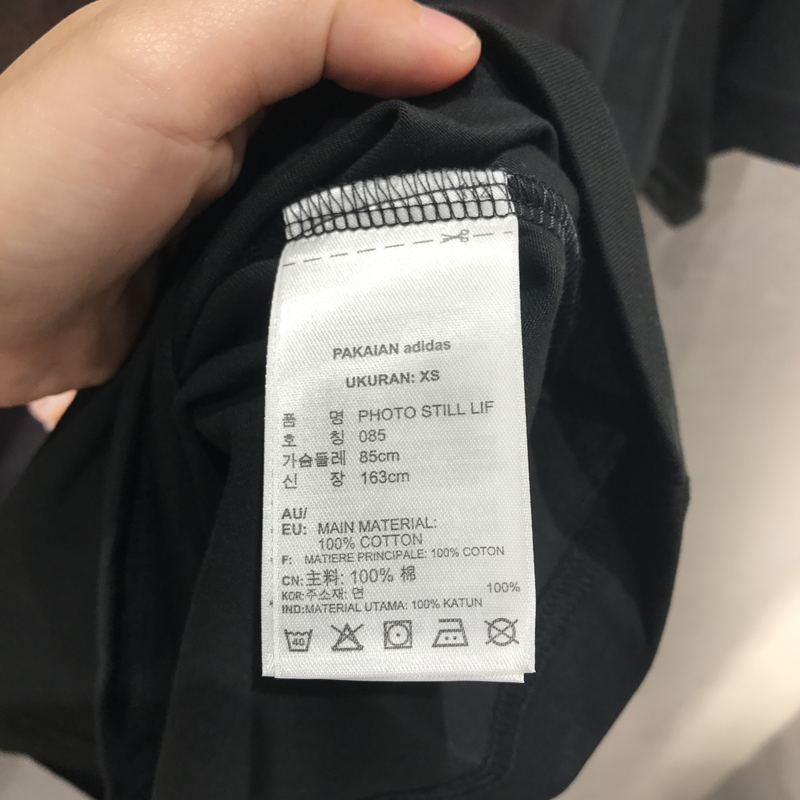 PAKAIAN adidas
UKURAN: XS
품 명 PHOTO STILL LIF
호 칭 085
가슴둘레 85cm
신 장 163cm
AU/
EU: MAIN MATERIAL:
100% COTTON
F: MATIERE PRINCIPALE: 100% COTON
CN: 主料: 100% 棉
KOR: 주소재: 면 100%
IND: MATERIAL UTAMA: 100% KATUN
40